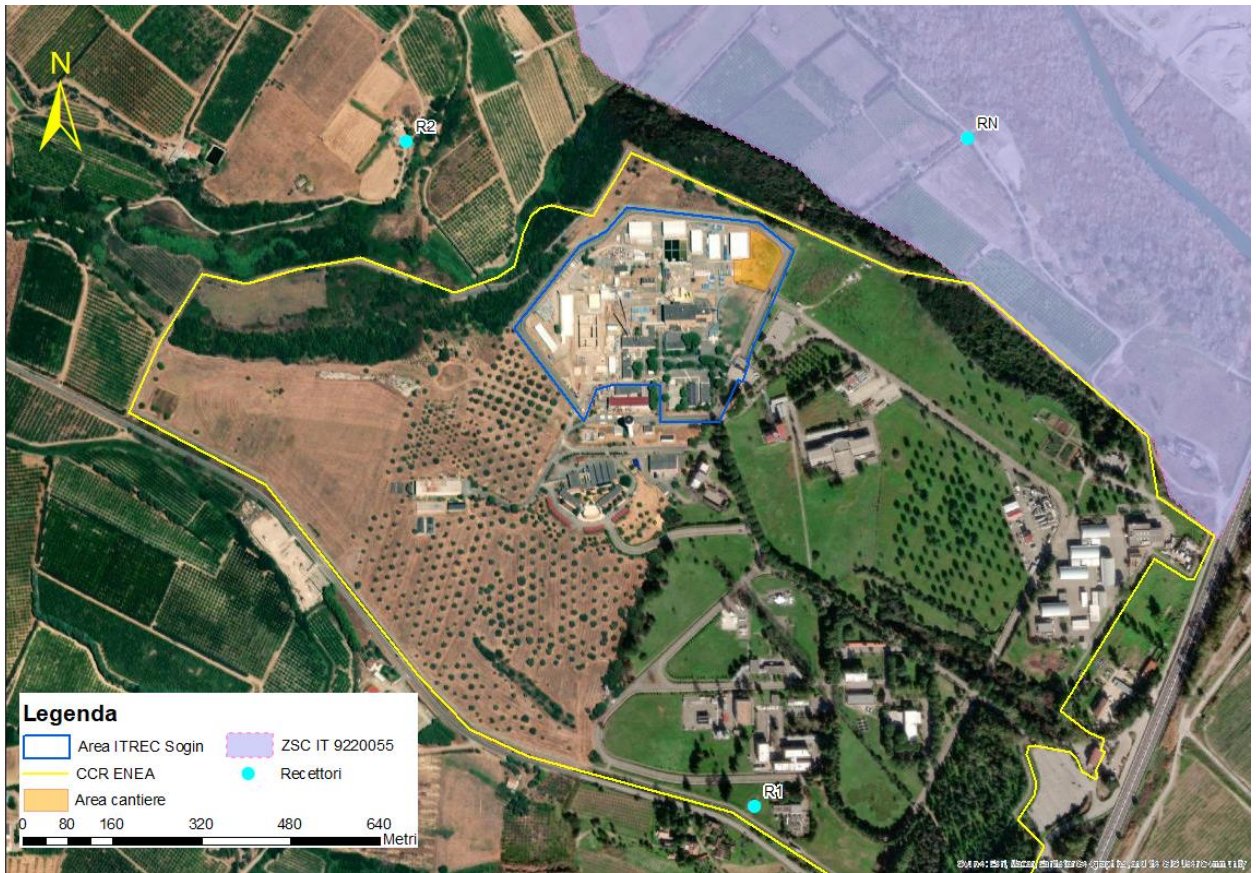 N
R2
RN
R1
Legenda
Area ITREC Sogin
ZSC IT 9220055
CCR ENEA
Recettori
Area cantiere
0 80 160 320 480 640
Metri